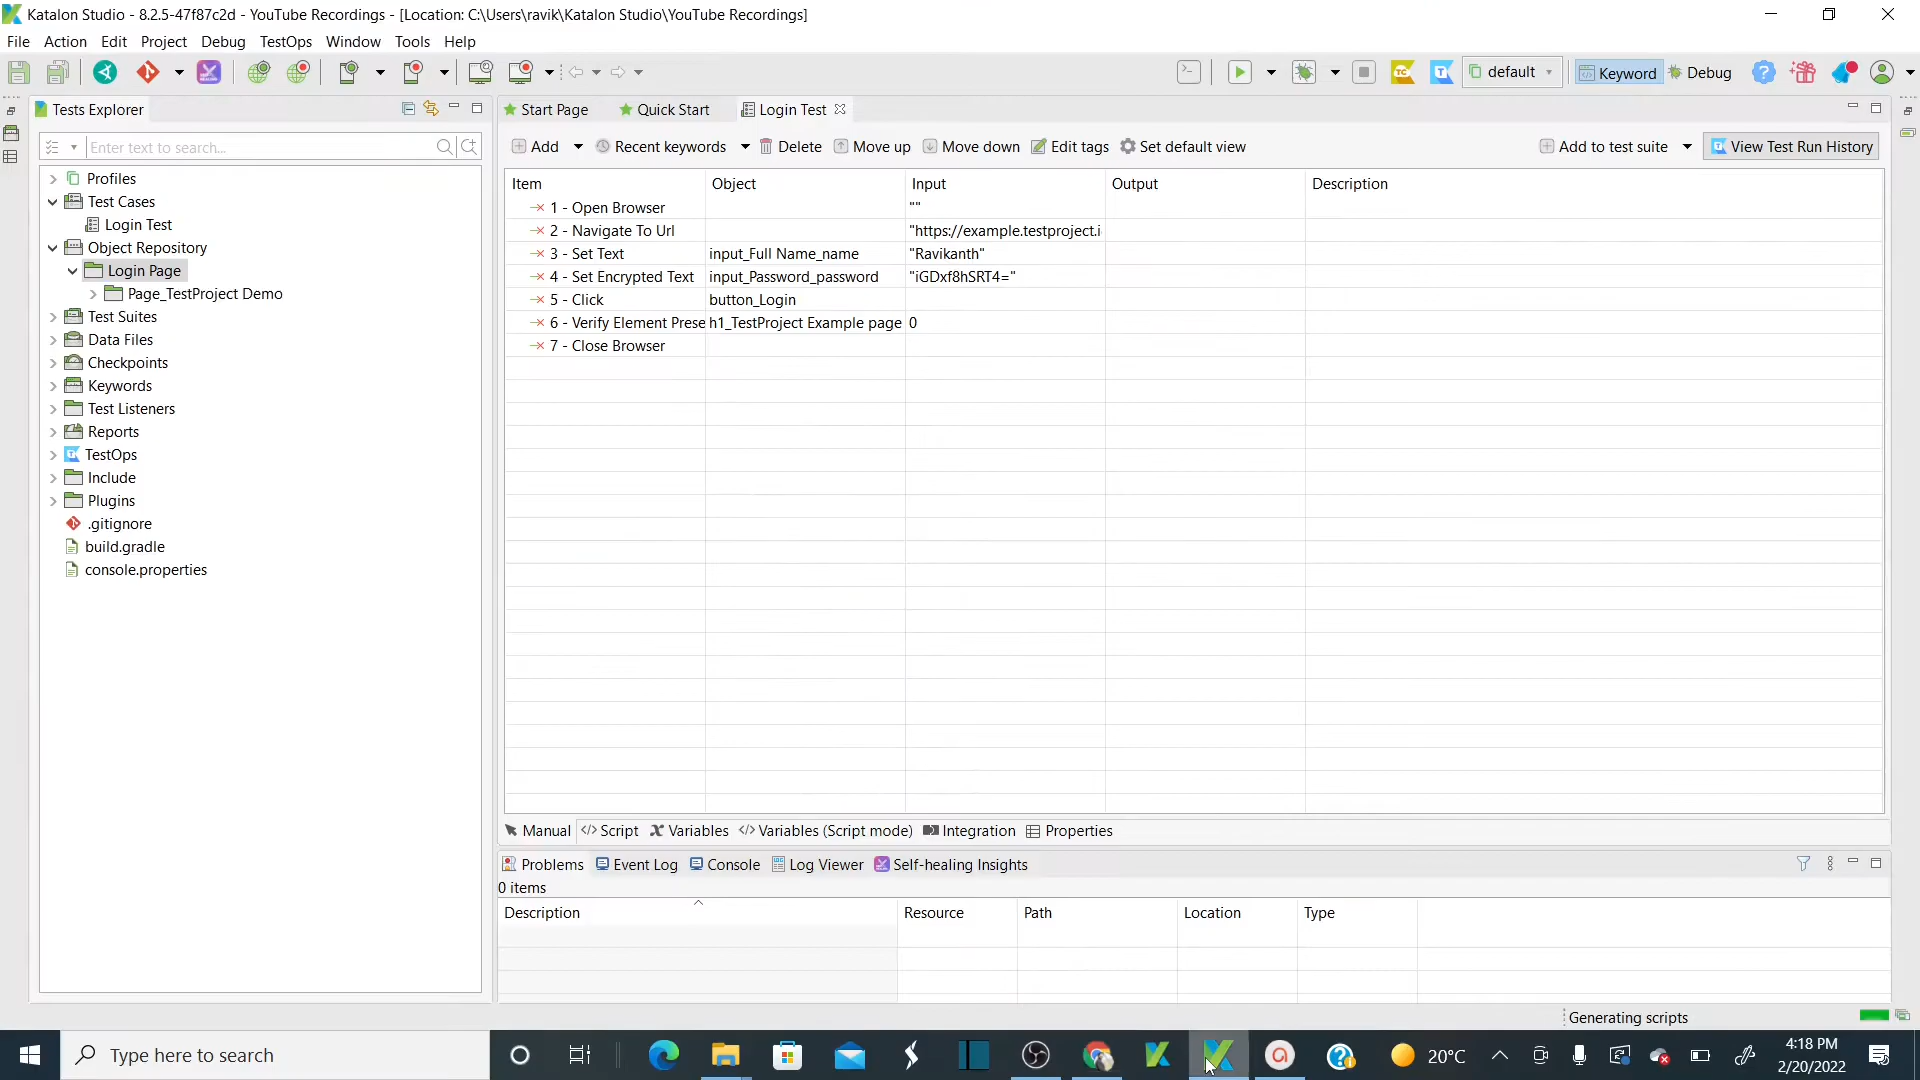 Katalon Studio - 8.2.5-47f87c2d - YouTube Recordings - [Location: C:\Users\ravik\Katalon Studio\YouTube Recordings]
File Action Edit Project Debug TestOps Window Tools Help
default Keyword Debug
Tests Explorer
Enter text to search...
Profiles
Test Cases
Login Test
Object Repository
Login Page
Page_TestProject Demo
Test Suites
Data Files
Checkpoints
Keywords
Test Listeners
Reports
TestOps
Include
Plugins
.gitignore
build.gradle
console.properties
Start Page Quick Start Login Test
Add Recent keywords Delete Move up Move down Edit tags Set default view Add to test suite View Test Run History
Item Object Input Output Description
1 - Open Browser ""
2 - Navigate To Url "https://example.testproject.i
3 - Set Text input_Full Name_name "Ravikanth"
4 - Set Encrypted Text input_Password_password "iGDxf8hSRT4="
5 - Click button_Login
6 - Verify Element Prese h1_TestProject Example page 0
7 - Close Browser
Manual </> Script Variables </> Variables (Script mode) Integration Properties
Problems Event Log Console Log Viewer Self-healing Insights
0 items
Description Resource Path Location Type
Generating scripts
Type here to search
20°C
4:18 PM
2/20/2022